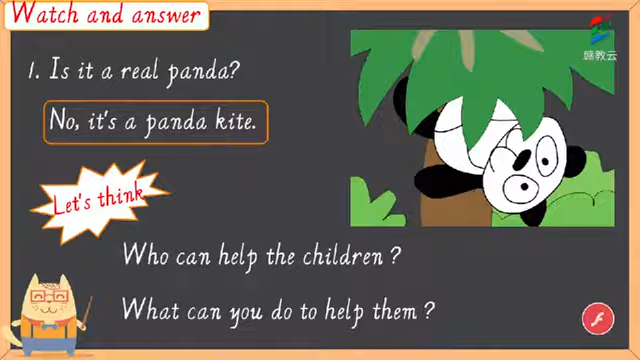 Watch and answer
1. Is it a real panda?
No, it's a panda kite.
Let's think
Who can help the children?
What can you do to help them?